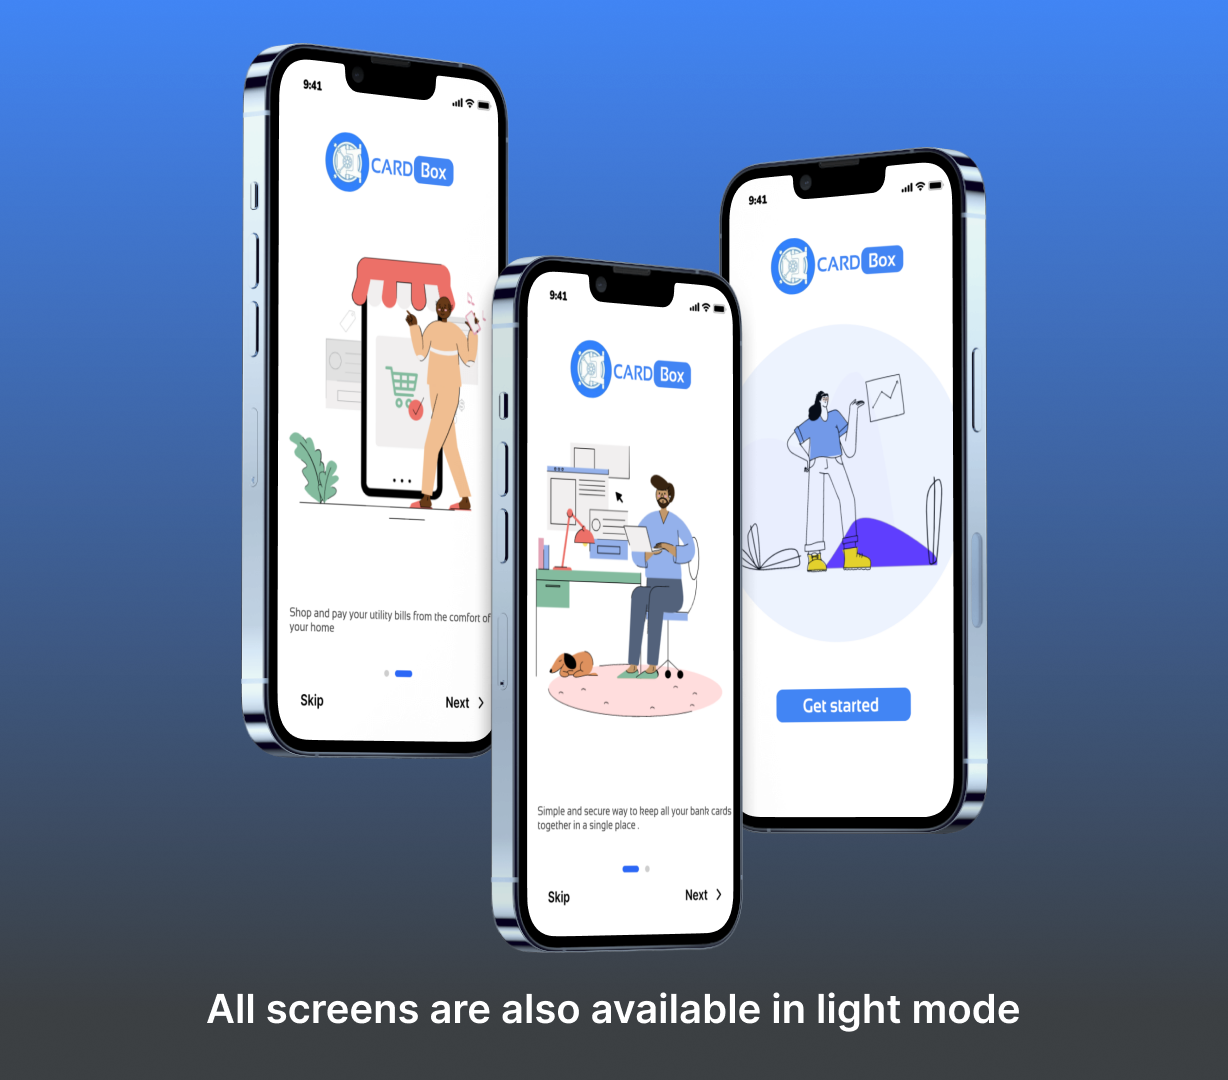 9:41
CARD Box
Shop and pay your utility bills from the comfort of
your home
Skip
Next
9:41
CARD Box
Simple and secure way to keep all your bank cards
together in a single place .
Skip
Next
9:41
CARD Box
Get started
All screens are also available in light mode